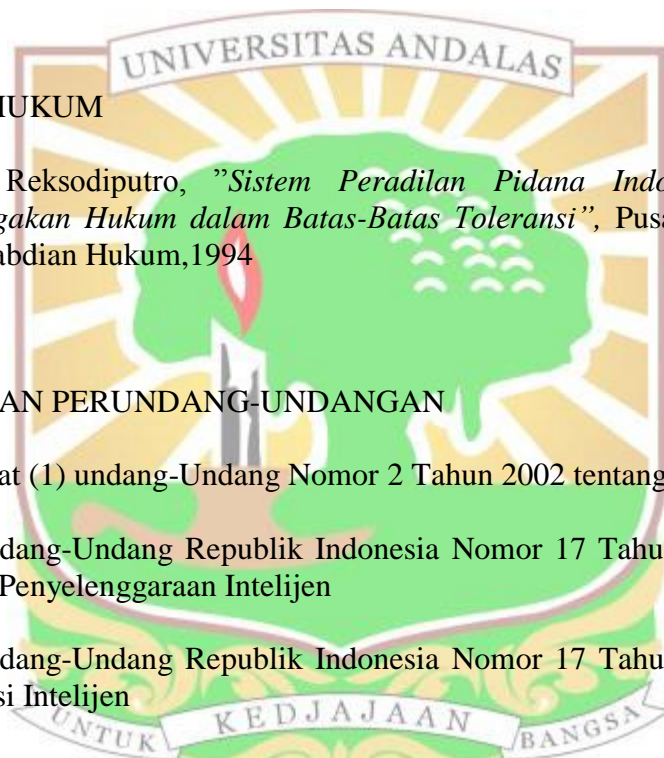 UNIVERSITAS ANDALAS
HUKUM
Reksodiputro, ”Sistem Peradilan Pidana Indo
gakan Hukum dalam Batas-Batas Toleransi”, Pusa
abdian Hukum,1994
AN PERUNDANG-UNDANGAN
at (1) undang-Undang Nomor 2 Tahun 2002 tentang
dang-Undang Republik Indonesia Nomor 17 Tahu
Penyelenggaraan Intelijen
dang-Undang Republik Indonesia Nomor 17 Tahu
si Intelijen
UNTUK KEDJAJAAN BANGSA